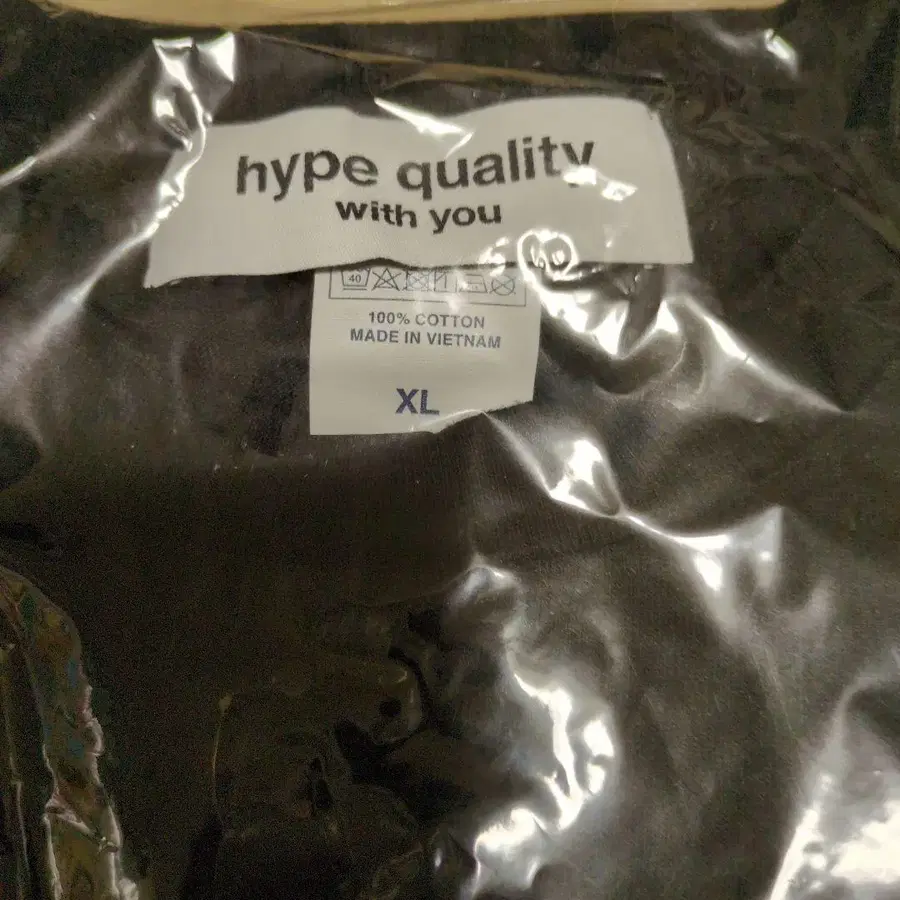 hype quality
with you
40
100% COTTON
MADE IN VIETNAM
XL